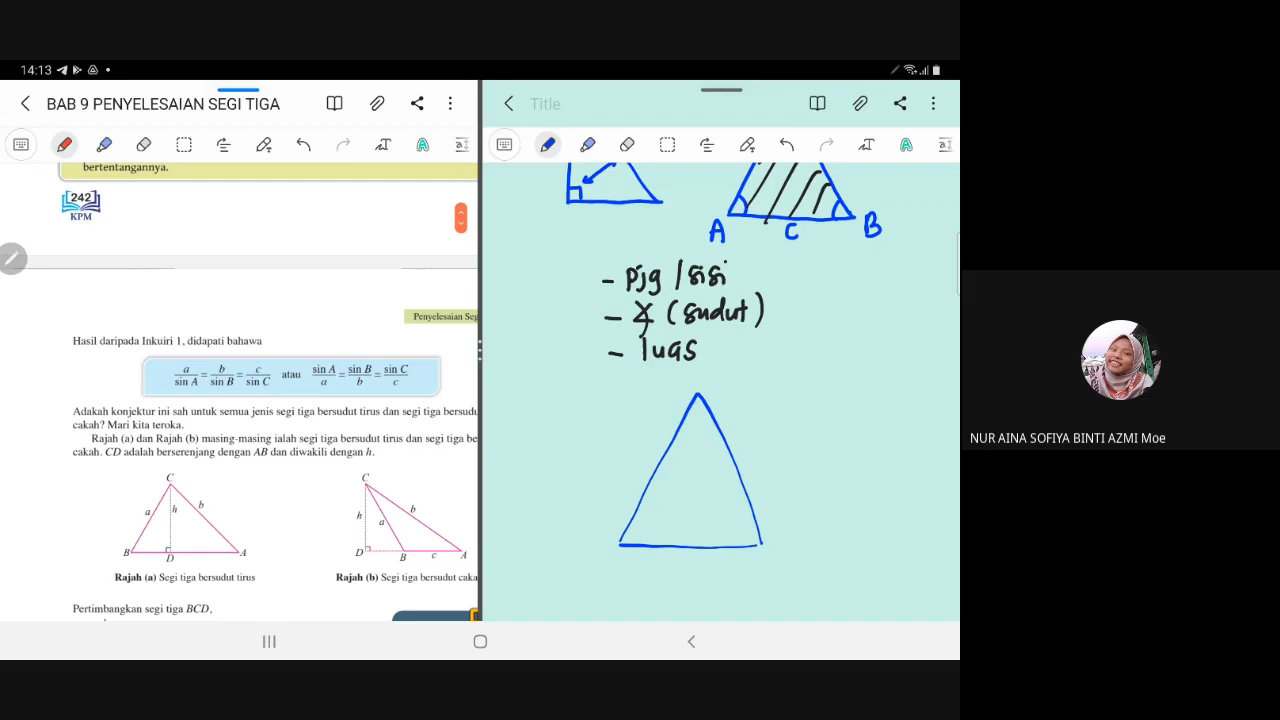 14:13
BAB 9 PENYELESAIAN SEGI TIGA
Title
bertentangannya.
242
KPM
Penyelesaian Seg
Hasil daripada Inkuiri 1, didapati bahawa
a/sin A = b/sin B = c/sin C atau sin A/a = sin B/b = sin C/c
Adakah konjektur ini sah untuk semua jenis segi tiga bersudut tirus dan segi tiga bersudu
cakah? Mari kita teroka.
Rajah (a) dan Rajah (b) masing-masing ialah segi tiga bersudut tirus dan segi tiga be
cakah. CD adalah berserenjang dengan AB dan diwakili dengan h.
C
a h b
B D A
Rajah (a) Segi tiga bersudut tirus
C
h a b
D B c A
Rajah (b) Segi tiga bersudut caka
Pertimbangkan segi tiga BCD,
A C B
- pjg / sisi
- ∠ (sudut)
- luas
NUR AINA SOFIYA BINTI AZMI Moe